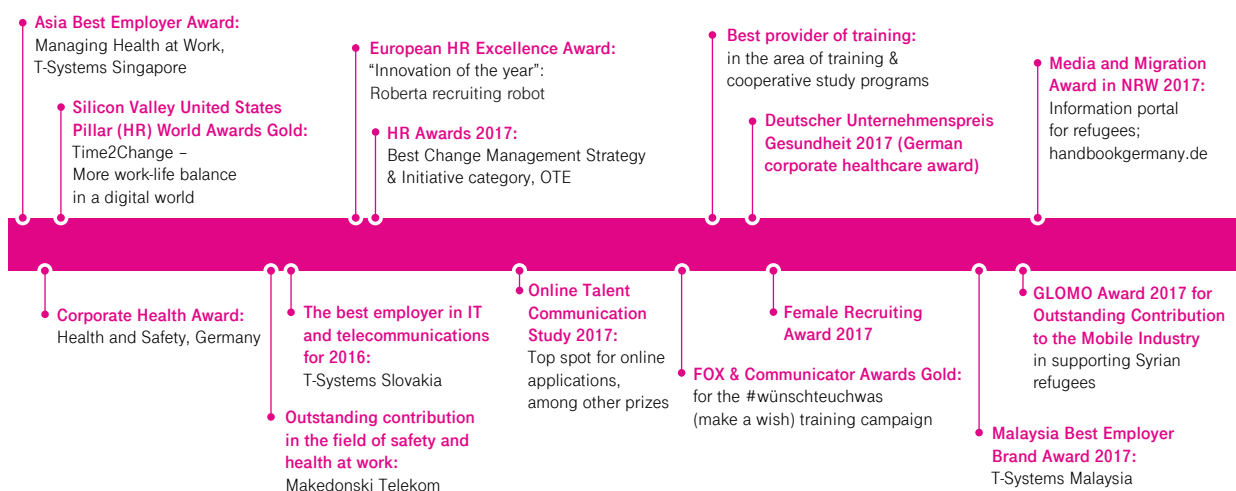 Asia Best Employer Award:
Managing Health at Work,
T-Systems Singapore
Silicon Valley United States
Pillar (HR) World Awards Gold:
Time2Change –
More work-life balance
in a digital world
European HR Excellence Award:
“Innovation of the year”:
Roberta recruiting robot
HR Awards 2017:
Best Change Management Strategy
& Initiative category, OTE
Best provider of training:
in the area of training &
cooperative study programs
Deutscher Unternehmenspreis
Gesundheit 2017 (German
corporate healthcare award)
Media and Migration
Award in NRW 2017:
Information portal
for refugees;
handbookgermany.de
Corporate Health Award:
Health and Safety, Germany
Outstanding contribution
in the field of safety and
health at work:
Makedonski Telekom
The best employer in IT
and telecommunications
for 2016:
T-Systems Slovakia
Online Talent
Communication
Study 2017:
Top spot for online
applications,
among other prizes
FOX & Communicator Awards Gold:
for the #wünschteuchwas
(make a wish) training campaign
Female Recruiting
Award 2017
Malaysia Best Employer
Brand Award 2017:
T-Systems Malaysia
GLOMO Award 2017 for
Outstanding Contribution
to the Mobile Industry
in supporting Syrian
refugees